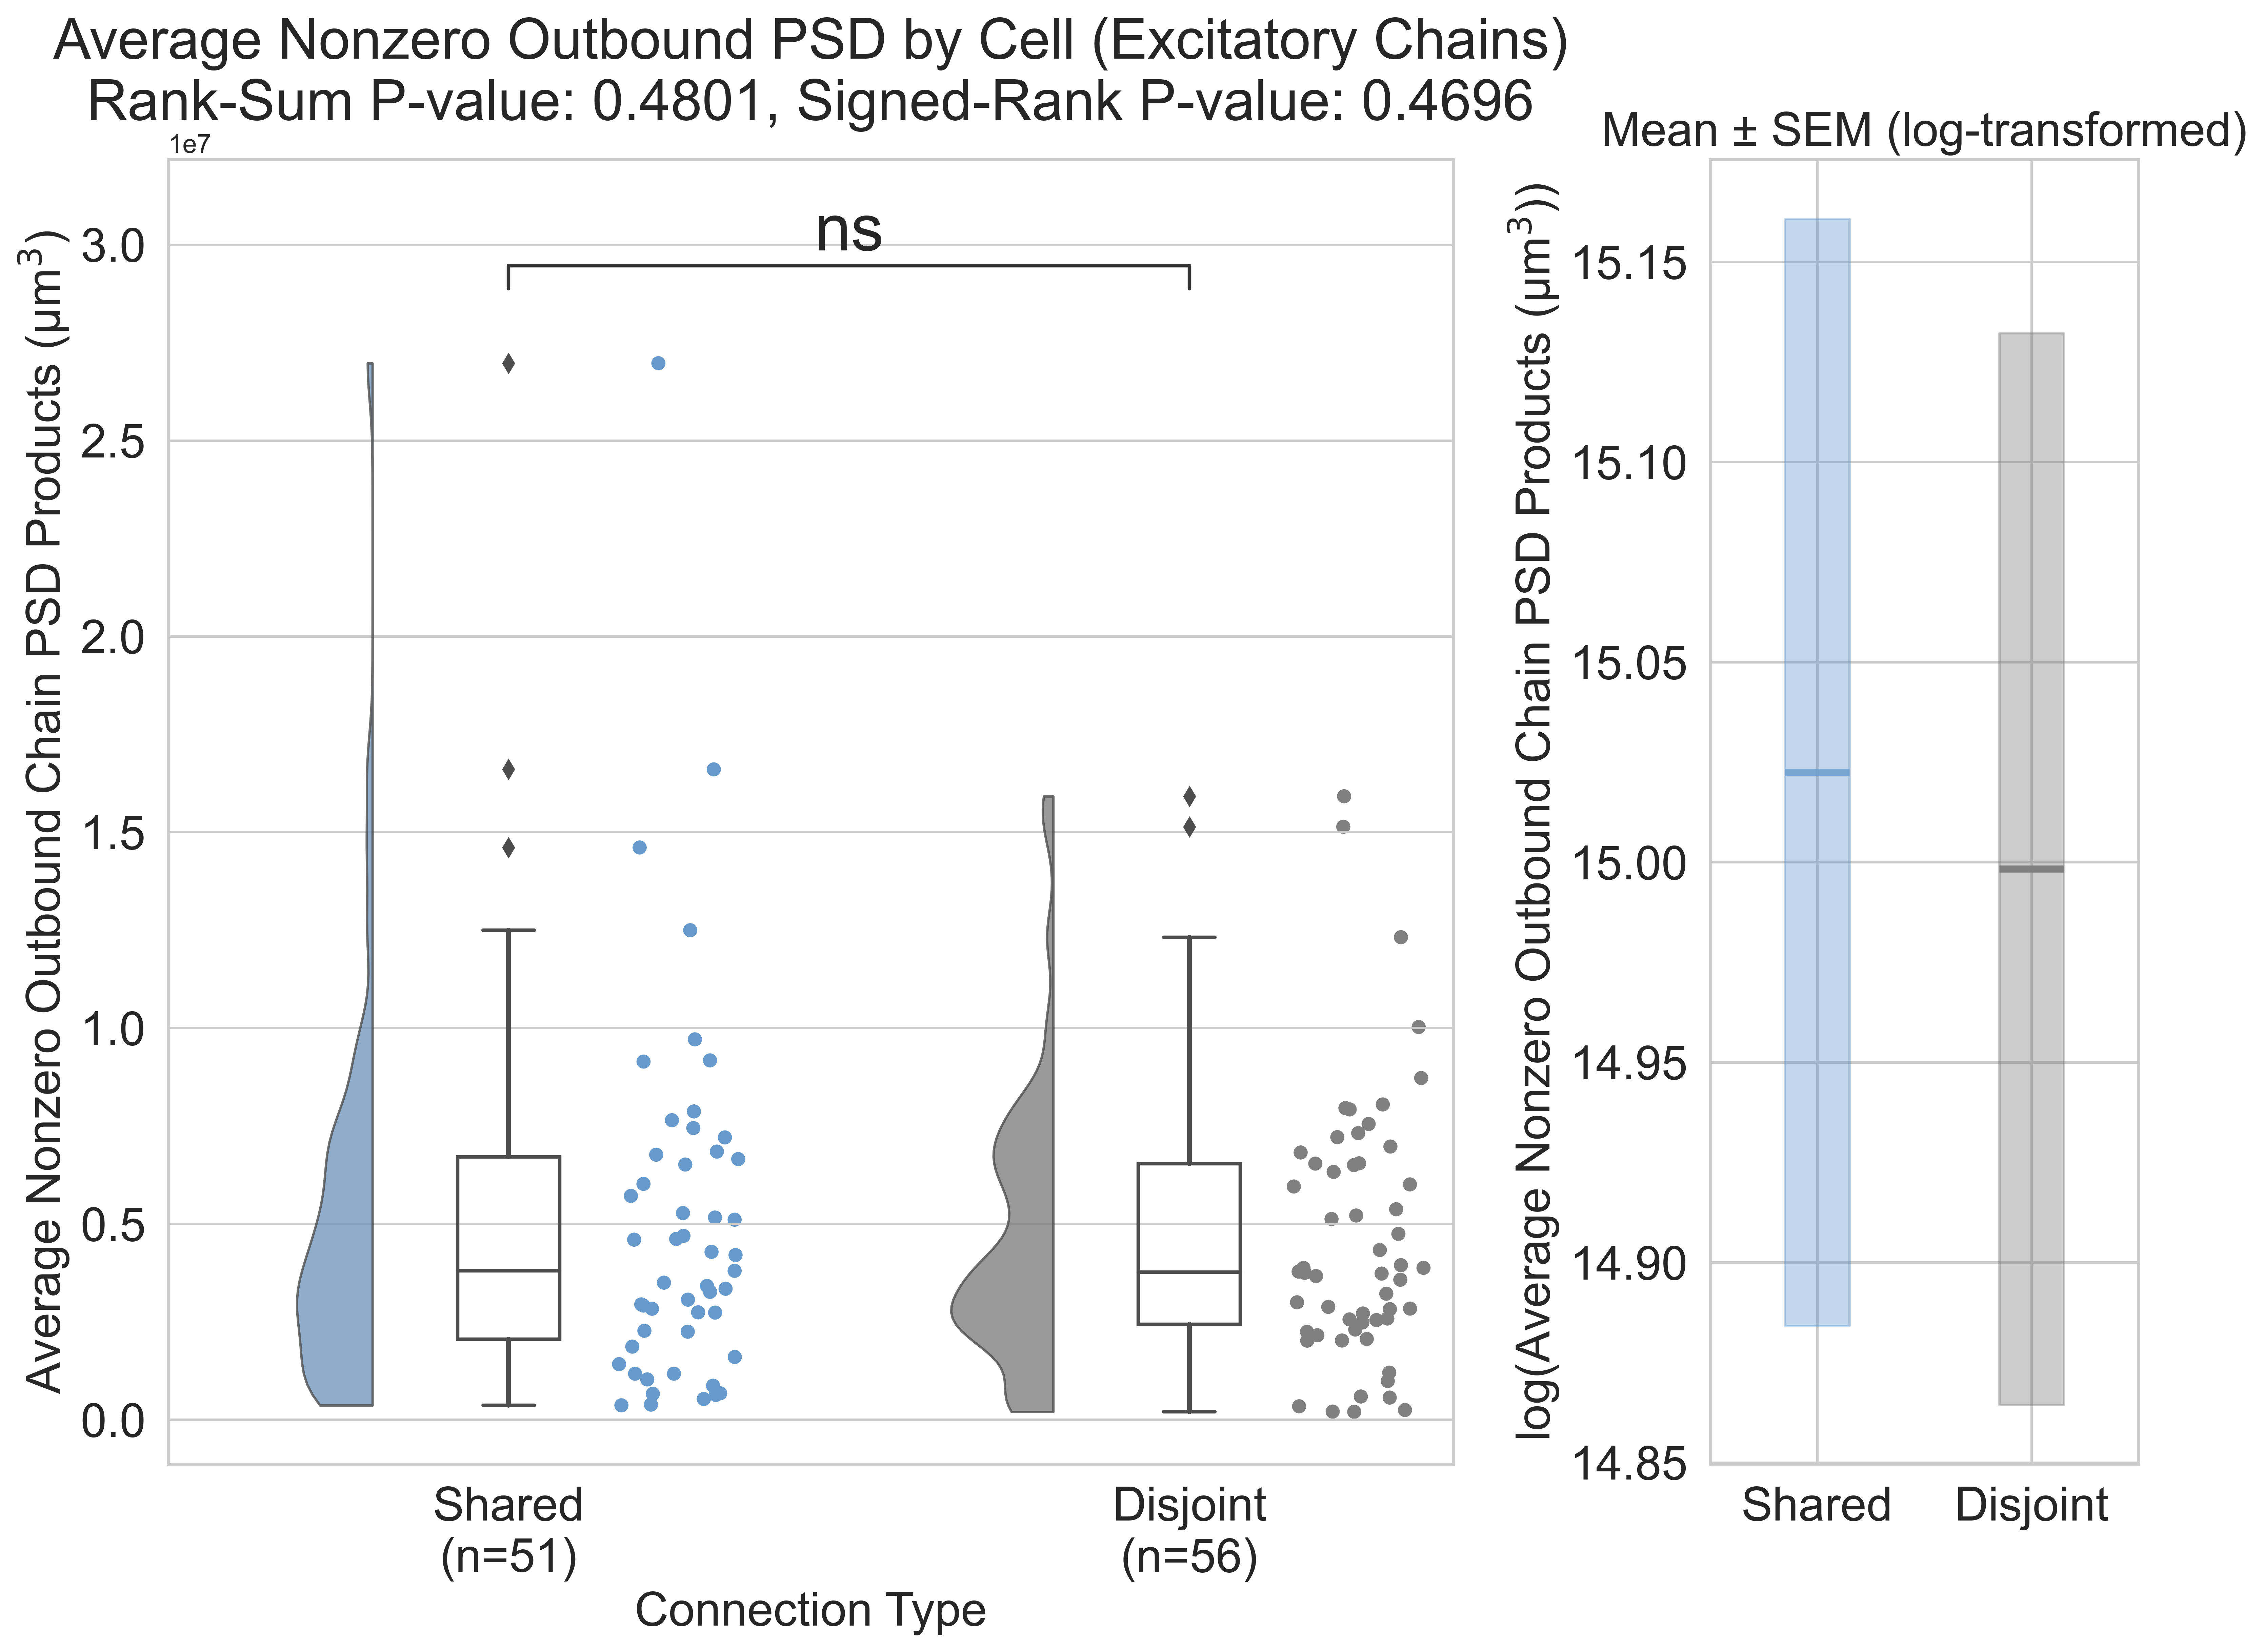 Average Nonzero Outbound PSD by Cell (Excitatory Chains)
Rank-Sum P-value: 0.4801, Signed-Rank P-value: 0.4696
1e7
Average Nonzero Outbound Chain PSD Products (µm³)
3.0
2.5
2.0
1.5
1.0
0.5
0.0
ns
Shared
(n=51)
Disjoint
(n=56)
Connection Type
Mean ± SEM (log-transformed)
log(Average Nonzero Outbound Chain PSD Products (µm³))
15.15
15.10
15.05
15.00
14.95
14.90
14.85
Shared
Disjoint